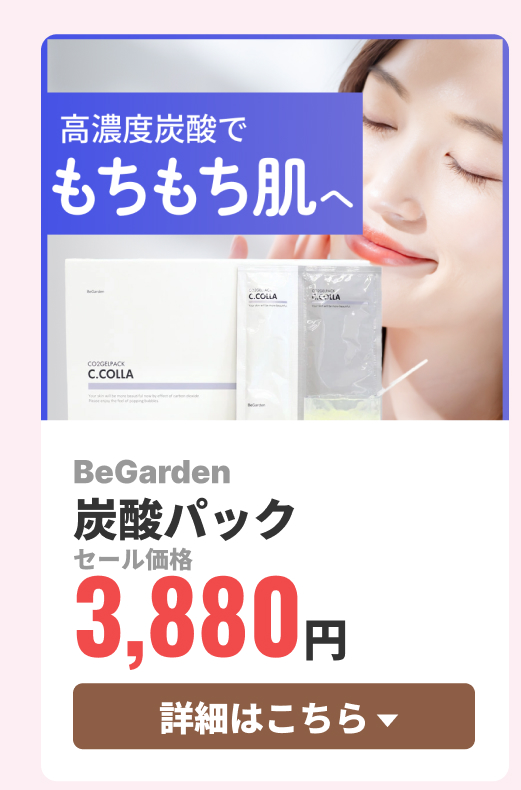 高濃度炭酸で
もちもち肌へ
BeGarden
CO2GELPACK
C.COLLA
C.COLLA
C.COLLA
BeGarden
BeGarden
炭酸パック
セール価格
3,880円
詳細はこちら